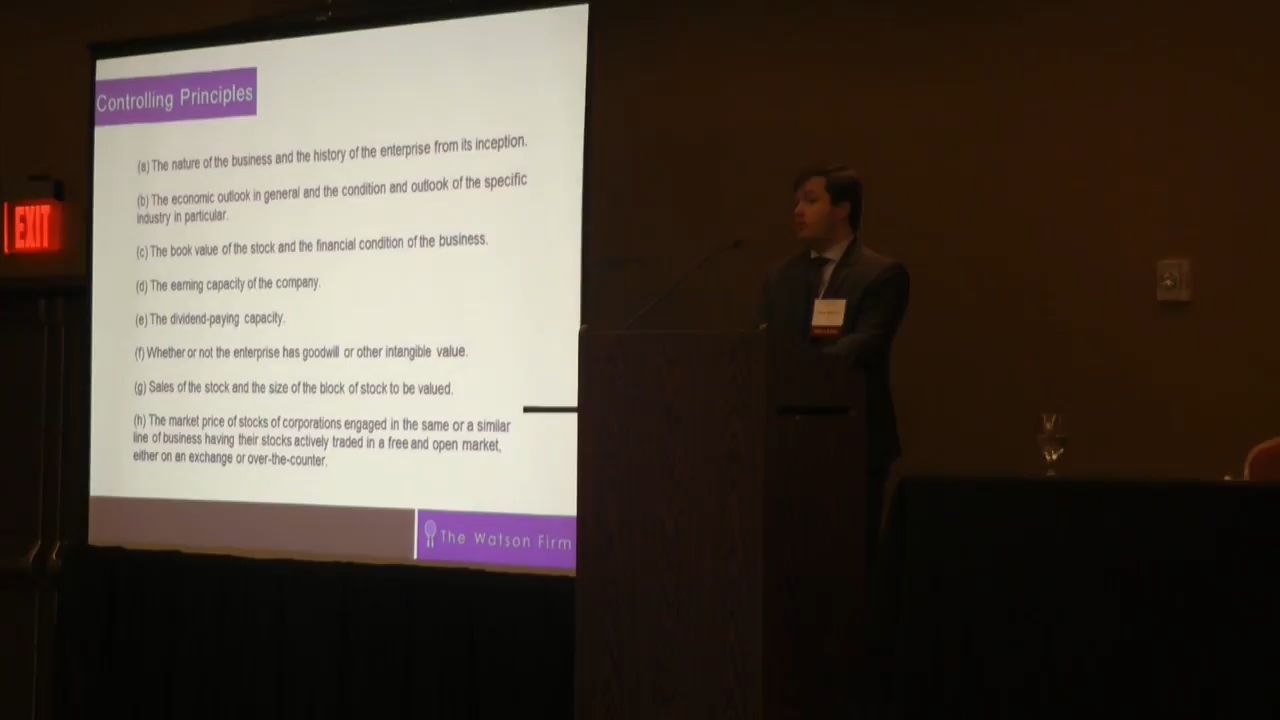 Controlling Principles
(a) The nature of the business and the history of the enterprise from its inception.
(b) The economic outlook in general and the condition and outlook of the specific
industry in particular.
(c) The book value of the stock and the financial condition of the business.
(d) The earning capacity of the company.
(e) The dividend-paying capacity.
(f) Whether or not the enterprise has goodwill or other intangible value.
(g) Sales of the stock and the size of the block of stock to be valued.
(h) The market price of stocks of corporations engaged in the same or a similar
line of business having their stocks actively traded in a free and open market,
either on an exchange or over-the-counter.
The Watson Firm
EXIT